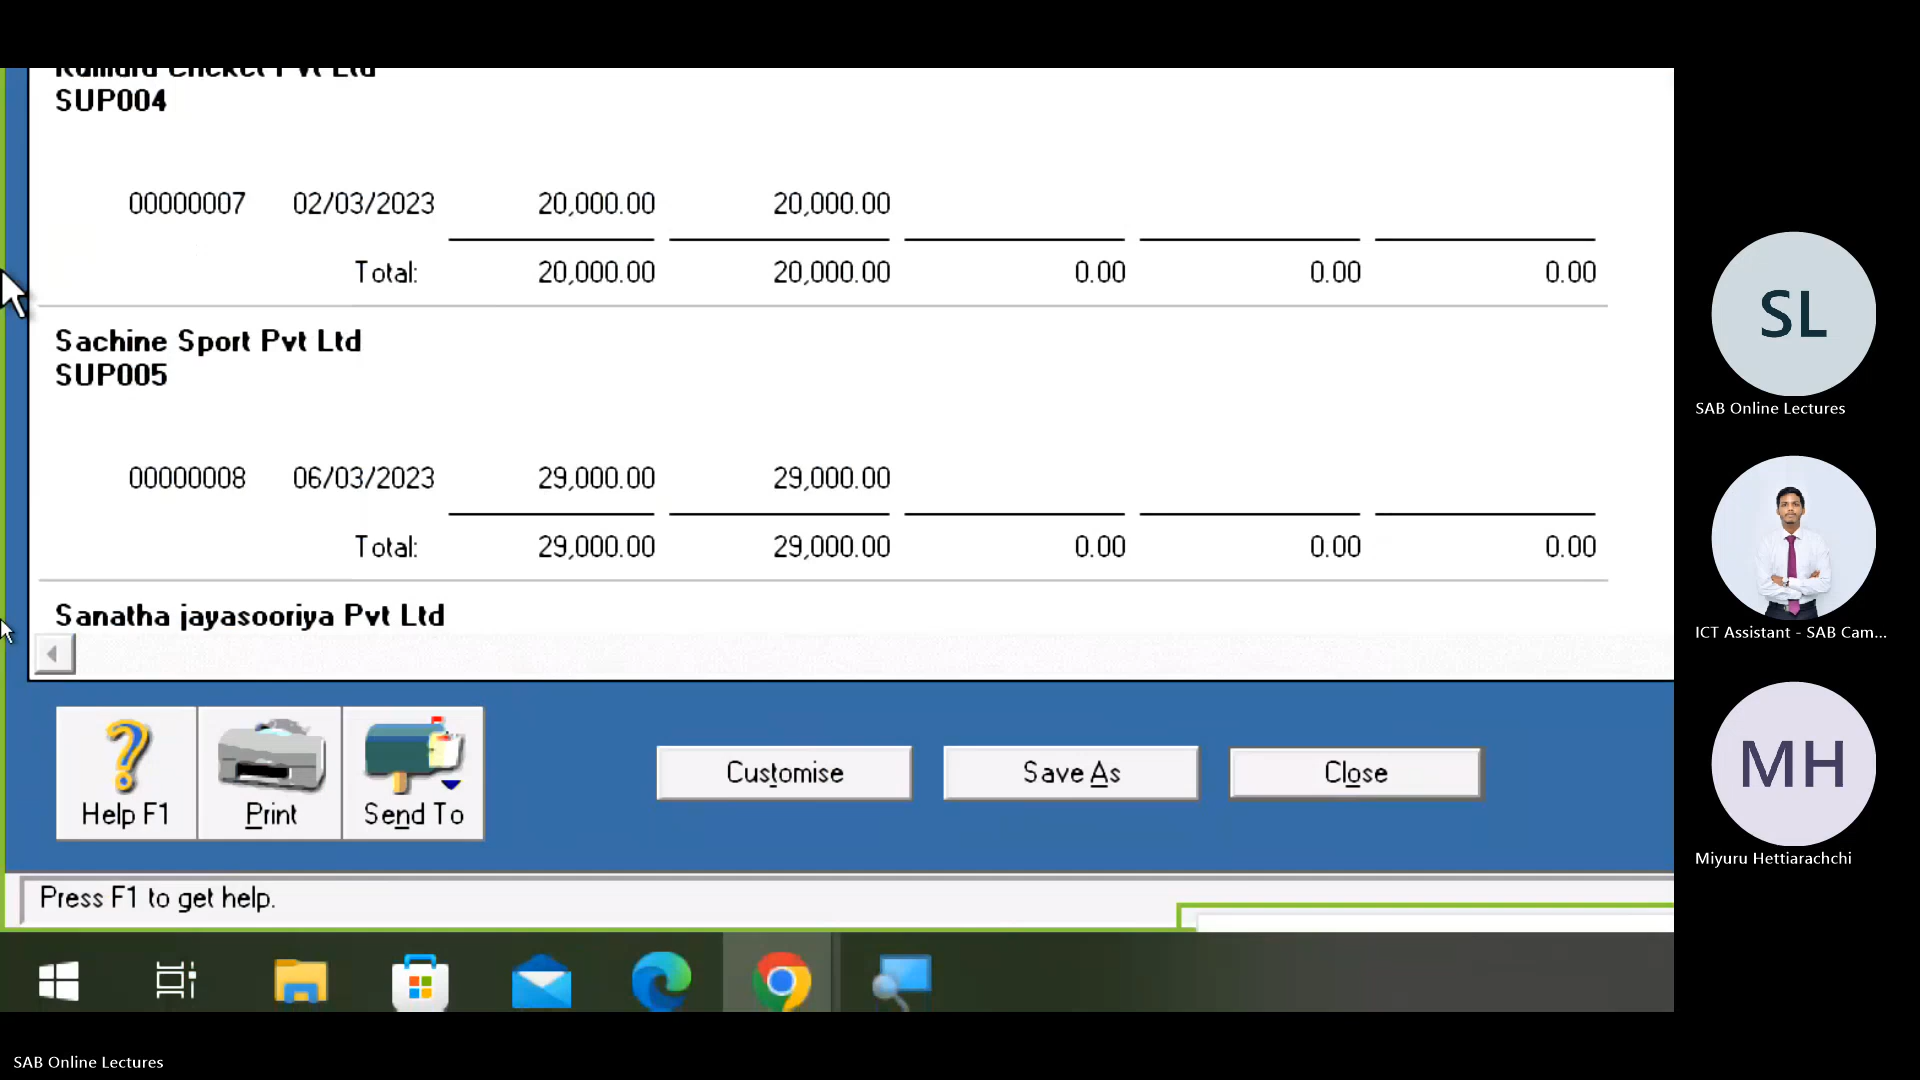 Cricket Pvt Ltd
SUP004
00000007 02/03/2023 20,000.00 20,000.00
Total: 20,000.00 20,000.00 0.00 0.00 0.00
Sachine Sport Pvt Ltd
SUP005
00000008 06/03/2023 29,000.00 29,000.00
Total: 29,000.00 29,000.00 0.00 0.00 0.00
Sanatha jayasooriya Pvt Ltd
Help F1
Print
Send To
Customise
Save As
Close
Press F1 to get help.
SL
SAB Online Lectures
ICT Assistant - SAB Cam...
MH
Miyuru Hettiarachchi
SAB Online Lectures